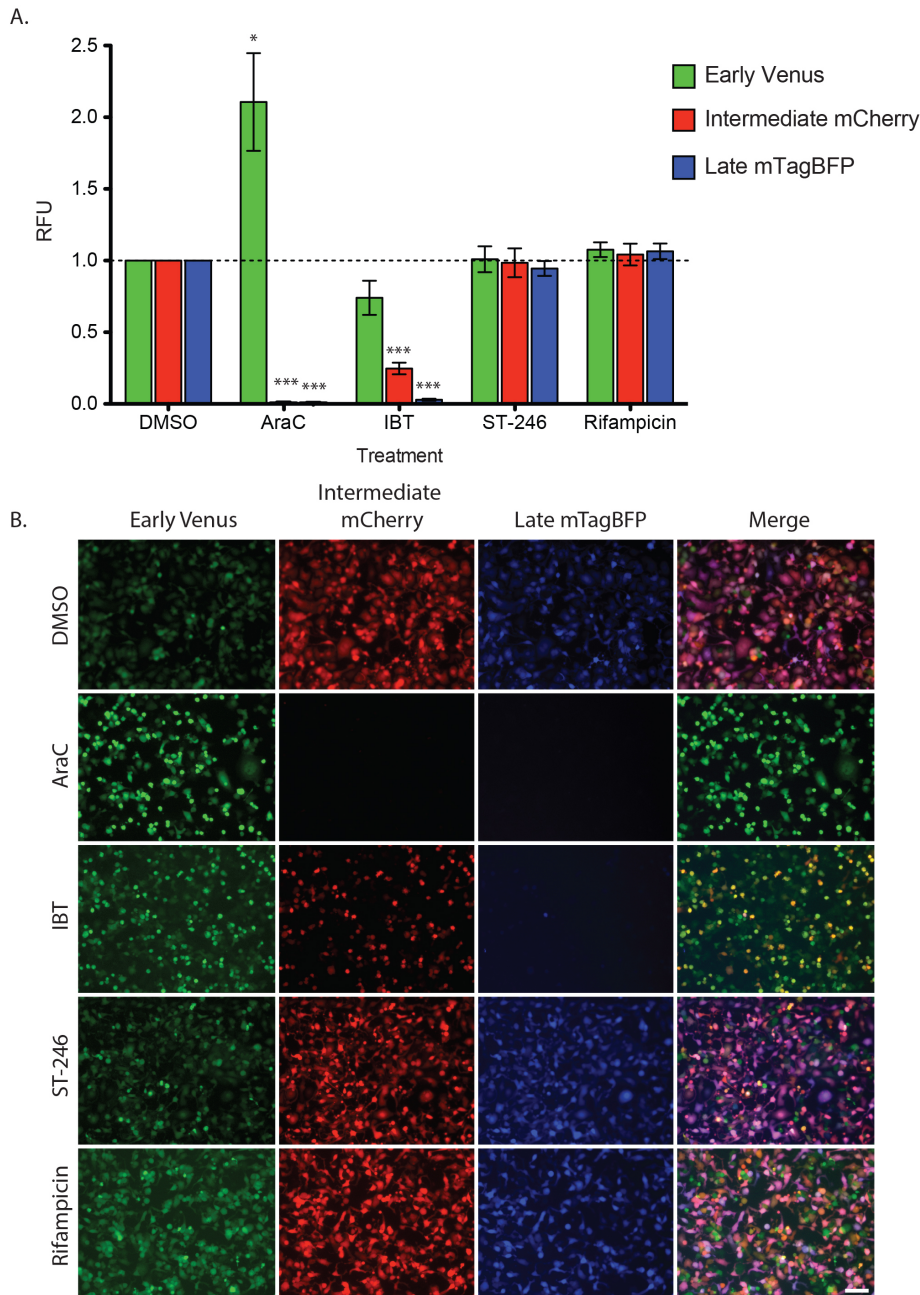 A.
2.5
2.0
1.5
1.0
0.5
0.0
RFU
*
*** ***
***
***
DMSO AraC IBT ST-246 Rifampicin
Treatment
Early Venus
Intermediate mCherry
Late mTagBFP
B.
Early Venus
Intermediate
mCherry
Late mTagBFP
Merge
DMSO
AraC
IBT
ST-246
Rifampicin